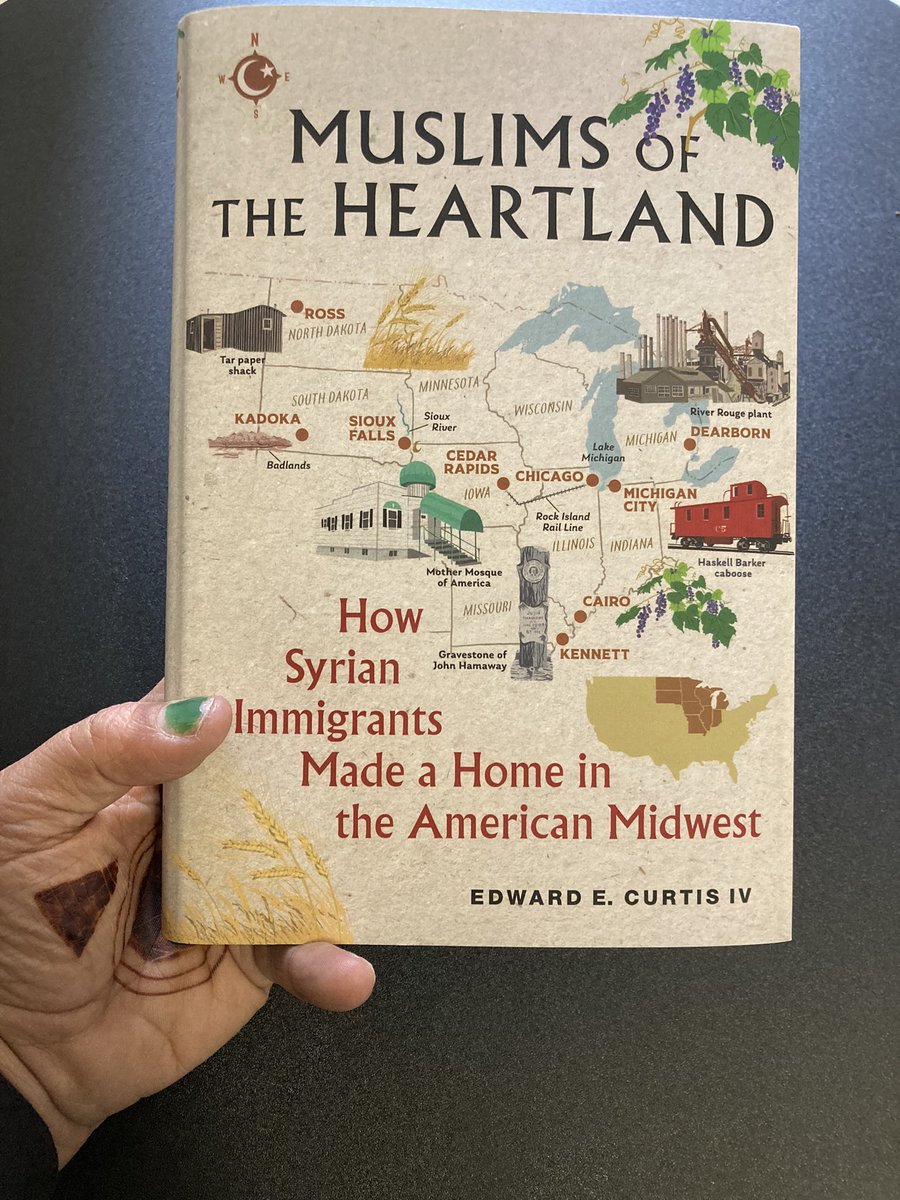 N
W E
S
MUSLIMS OF
THE HEARTLAND
ROSS
NORTH DAKOTA
Tar paper
shack
MINNESOTA
SOUTH DAKOTA
WISCONSIN
River Rouge plant
KADOKA
SIOUX
FALLS
Sioux
River
MICHIGAN
DEARBORN
Lake
Michigan
Badlands
CEDAR
RAPIDS
CHICAGO
IOWA
MICHIGAN
CITY
Rock Island
Rail Line
C5
ILLINOIS
INDIANA
Haskell Barker
caboose
Mother Mosque
of America
MISSOURI
CAIRO
Gravestone of
John Hamaway
KENNETT
How
Syrian
Immigrants
Made a Home in
the American Midwest
EDWARD E. CURTIS IV